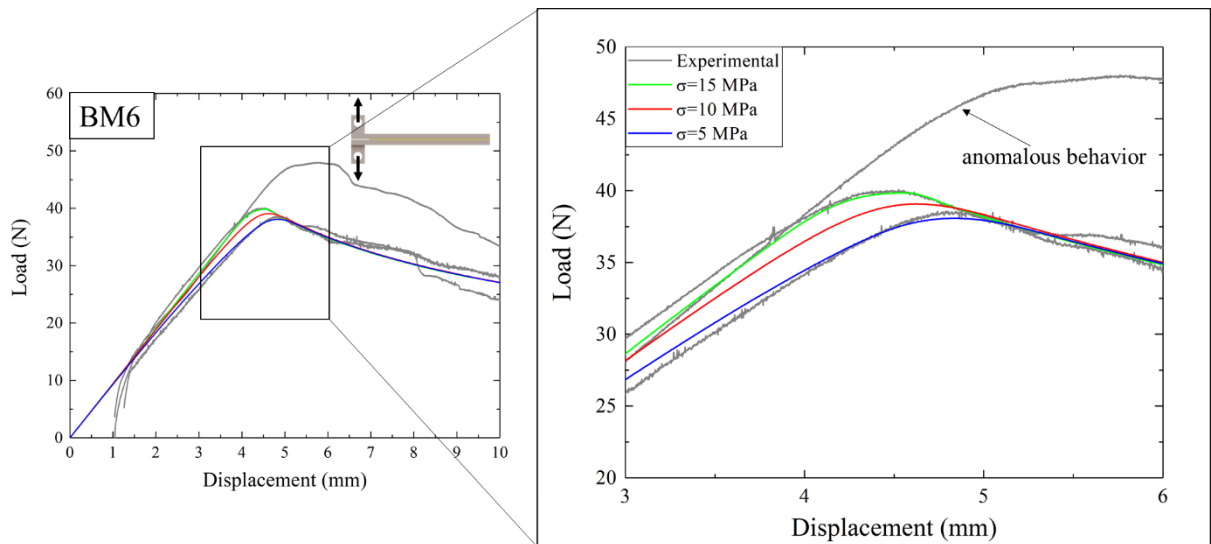 BM6
60
50
40
30
20
10
0
Load (N)
0 1 2 3 4 5 6 7 8 9 10
Displacement (mm)
50
45
40
35
30
25
20
Load (N)
Experimental
σ=15 MPa
σ=10 MPa
σ=5 MPa
anomalous behavior
3 4 5 6
Displacement (mm)